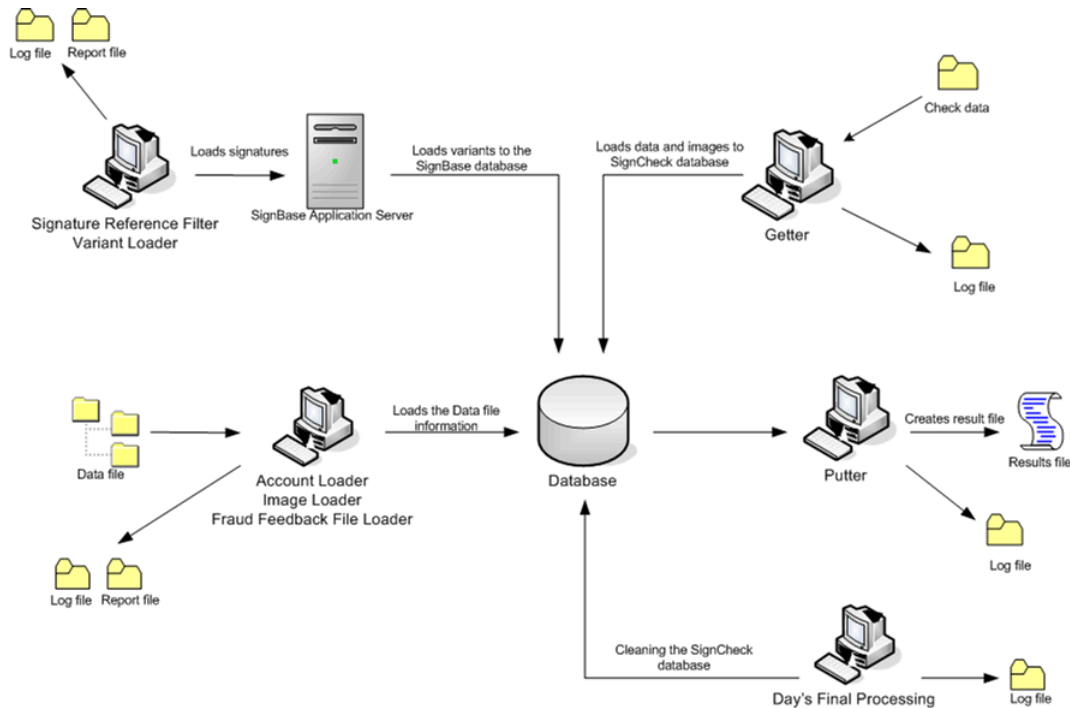 Log file
Report file
Check data
Loads signatures
Loads variants to the
SignBase database
Loads data and images to
SignCheck database
SignBase Application Server
Signature Reference Filter
Variant Loader
Getter
Log file
Loads the Data file
information
Creates result file
Data file
Account Loader
Image Loader
Fraud Feedback File Loader
Database
Putter
Results file
Log file
Log file
Report file
Cleaning the SignCheck
database
Day's Final Processing
Log file